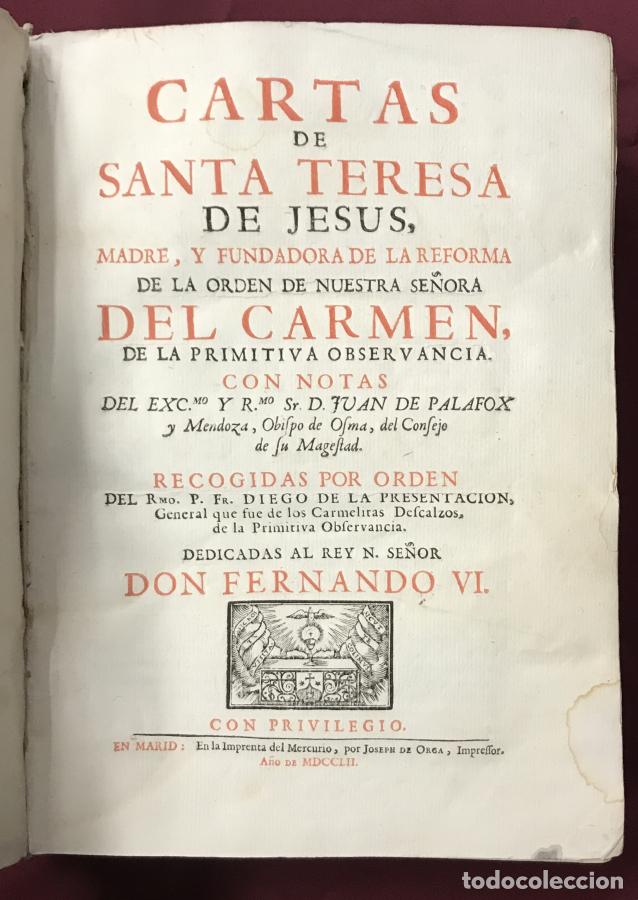 CARTAS
DE
SANTA TERESA
DE JESUS,
MADRE, Y FUNDADORA DE LA REFORMA
DE LA ORDEN DE NUESTRA SEÑORA
DEL CARMEN,
DE LA PRIMITIVA OBSERVANCIA.
CON NOTAS
DEL EXC.MO Y R.MO Sr. D. JUAN DE PALAFOX
y Mendoza, Obiſpo de Oſma, del Conſejo
de ſu Mageſtad.
RECOGIDAS POR ORDEN
DEL RMO. P. FR. DIEGO DE LA PRESENTACION,
General que fue de los Carmelitas Deſcalzos,
de la Primitiva Obſervancia.
DEDICADAS AL REY N. SEÑOR
DON FERNANDO VI.
CON PRIVILEGIO.
EN MARID: En la Imprenta del Mercurio, por JOSEPH DE ORGA, Impreſſor.
AÑO DE MDCCLII.
todocoleccion